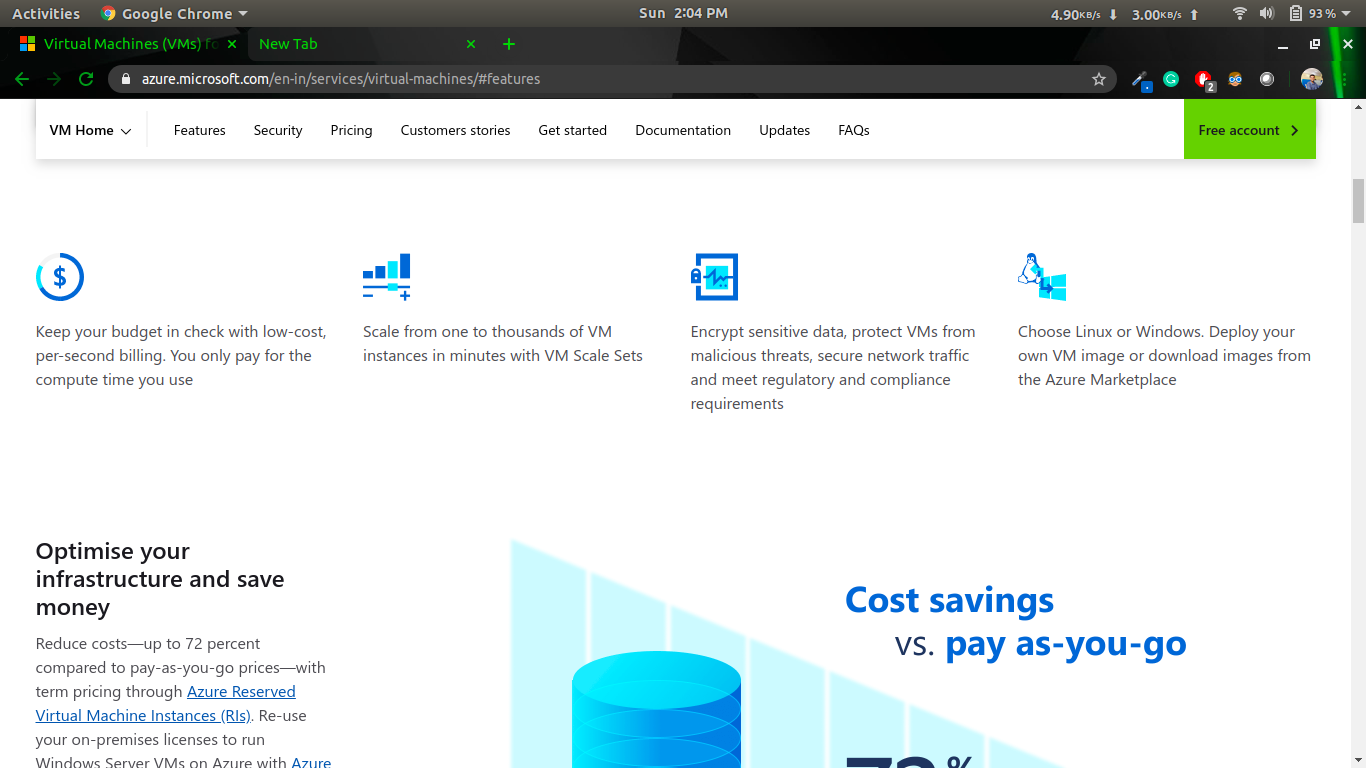 Activities Google Chrome Sun 2:04 PM 4.90KB/s 3.00KB/s 93 %
Virtual Machines (VMs) fo New Tab
azure.microsoft.com/en-in/services/virtual-machines/#features 2
VM Home Features Security Pricing Customers stories Get started Documentation Updates FAQs Free account
$
Keep your budget in check with low-cost,
per-second billing. You only pay for the
compute time you use
Scale from one to thousands of VM
instances in minutes with VM Scale Sets
Encrypt sensitive data, protect VMs from
malicious threats, secure network traffic
and meet regulatory and compliance
requirements
Choose Linux or Windows. Deploy your
own VM image or download images from
the Azure Marketplace
Optimise your
infrastructure and save
money
Reduce costs—up to 72 percent
compared to pay-as-you-go prices—with
term pricing through Azure Reserved
Virtual Machine Instances (RIs). Re-use
your on-premises licenses to run
Windows Server VMs on Azure with Azure
Cost savings
vs. pay as-you-go
%